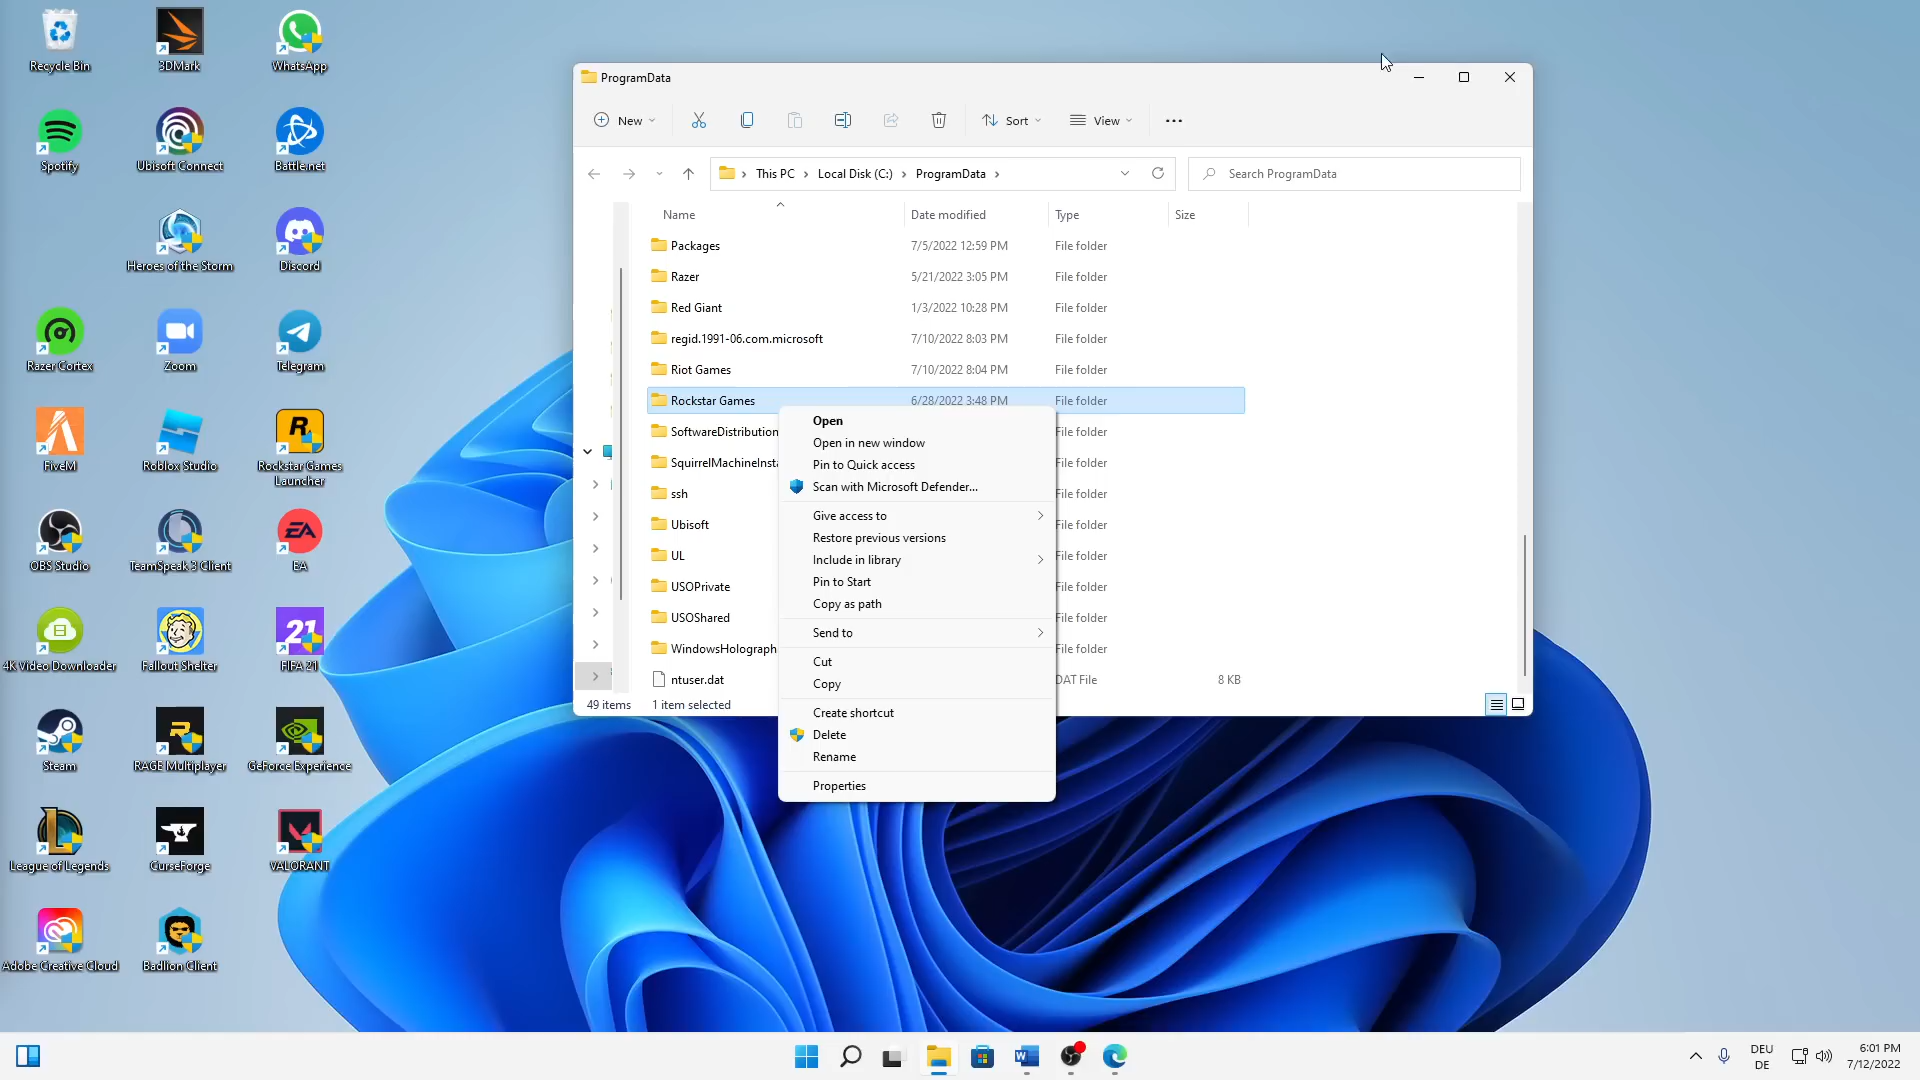 Recycle Bin
3DMark
WhatsApp
Spotify
Ubisoft Connect
Battle.net
Heroes of the Storm
Discord
Razer Cortex
Zoom
Telegram
FiveM
Roblox Studio
Rockstar Games
Launcher
OBS Studio
TeamSpeak 3 Client
EA
4K Video Downloader
Fallout Shelter
FIFA 21
Steam
RAGE Multiplayer
GeForce Experience
League of Legends
CurseForge
VALORANT
Adobe Creative Cloud
Badlion Client
ProgramData
New
Sort
View
This PC > Local Disk (C:) > ProgramData >
Search ProgramData
Name Date modified Type Size
Packages 7/5/2022 12:59 PM File folder
Razer 5/21/2022 3:05 PM File folder
Red Giant 1/3/2022 10:28 PM File folder
regid.1991-06.com.microsoft 7/10/2022 8:03 PM File folder
Riot Games 7/10/2022 8:04 PM File folder
Rockstar Games 6/28/2022 3:48 PM File folder
SoftwareDistribution File folder
SquirrelMachineInsta File folder
ssh File folder
Ubisoft File folder
UL File folder
USOPrivate File folder
USOShared File folder
WindowsHolograph File folder
ntuser.dat DAT File 8 KB
49 items 1 item selected
Open
Open in new window
Pin to Quick access
Scan with Microsoft Defender...
Give access to
Restore previous versions
Include in library
Pin to Start
Copy as path
Send to
Cut
Copy
Create shortcut
Delete
Rename
Properties
DEU
DE
6:01 PM
7/12/2022